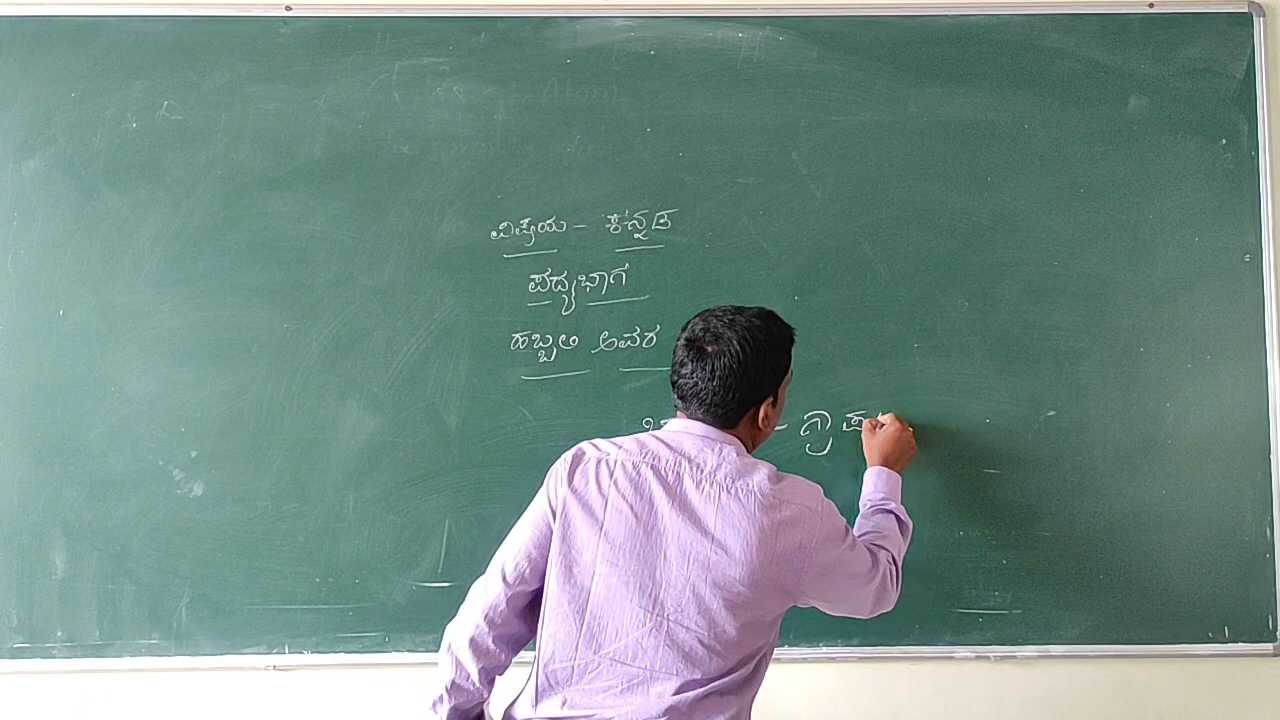 ವಿಷಯ - ಕನ್ನಡ
ಪದ್ಯಭಾಗ
ಹಬ್ಬಲಿ ಅವರ